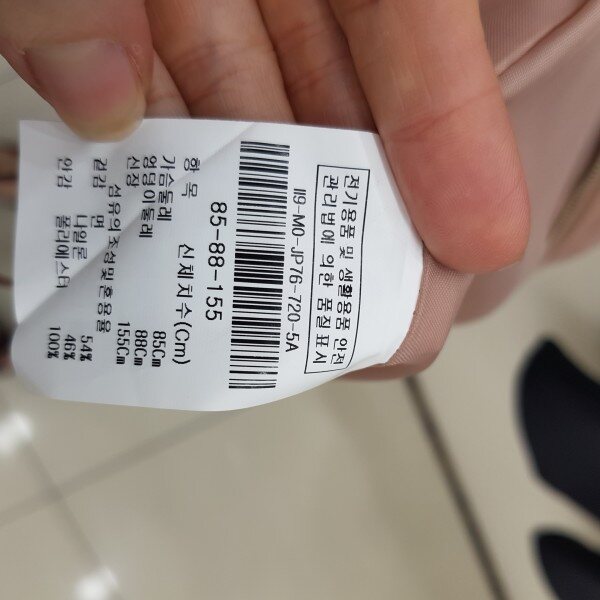 전기용품 및 생활용품 안전
관리법에 의한 품질표시
II9-MO-JP76-720-5A
85-88-155
항 목 신체치수(Cm)
가슴둘레 85Cm
엉덩이둘레 88Cm
신장 155Cm
섬유의 조성및혼용율
겉감 면 54%
나일론 46%
안감 폴리에스터 100%